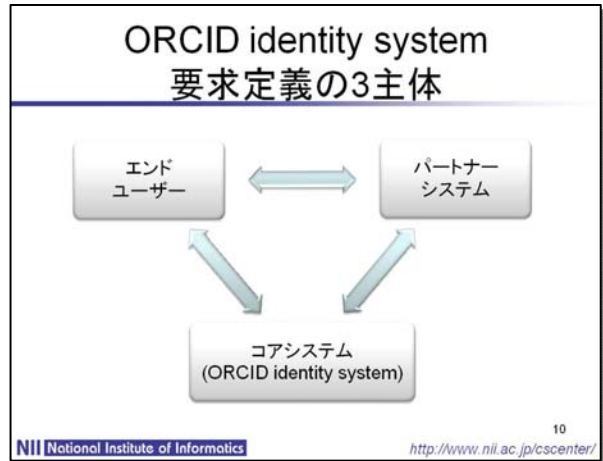 ORCID identity system
要求定義の3主体
エンド
ユーザー
パートナー
システム
コアシステム
(ORCID identity system)
10
NII National Institute of Informatics
http://www.nii.ac.jp/cscenter/